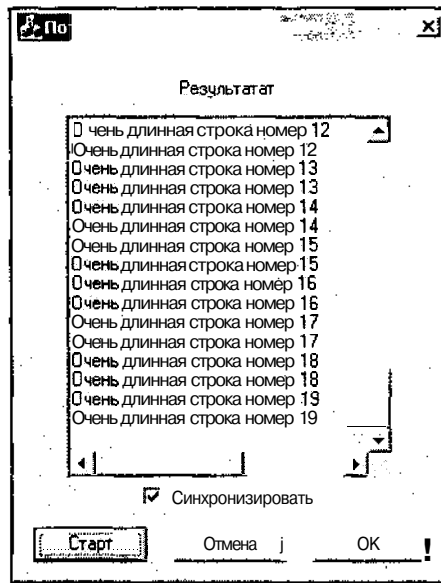 По
Результатат
Очень длинная строка номер 12
Очень длинная строка номер 12
Очень длинная строка номер 13
Очень длинная строка номер 13
Очень длинная строка номер 14
Очень длинная строка номер 14
Очень длинная строка номер 15
Очень длинная строка номер 15
Очень длинная строка номер 16
Очень длинная строка номер 16
Очень длинная строка номер 17
Очень длинная строка номер 17
Очень длинная строка номер 18
Очень длинная строка номер 18
Очень длинная строка номер 19
Очень длинная строка номер 19
Синхронизировать
Старт Отмена j OK !